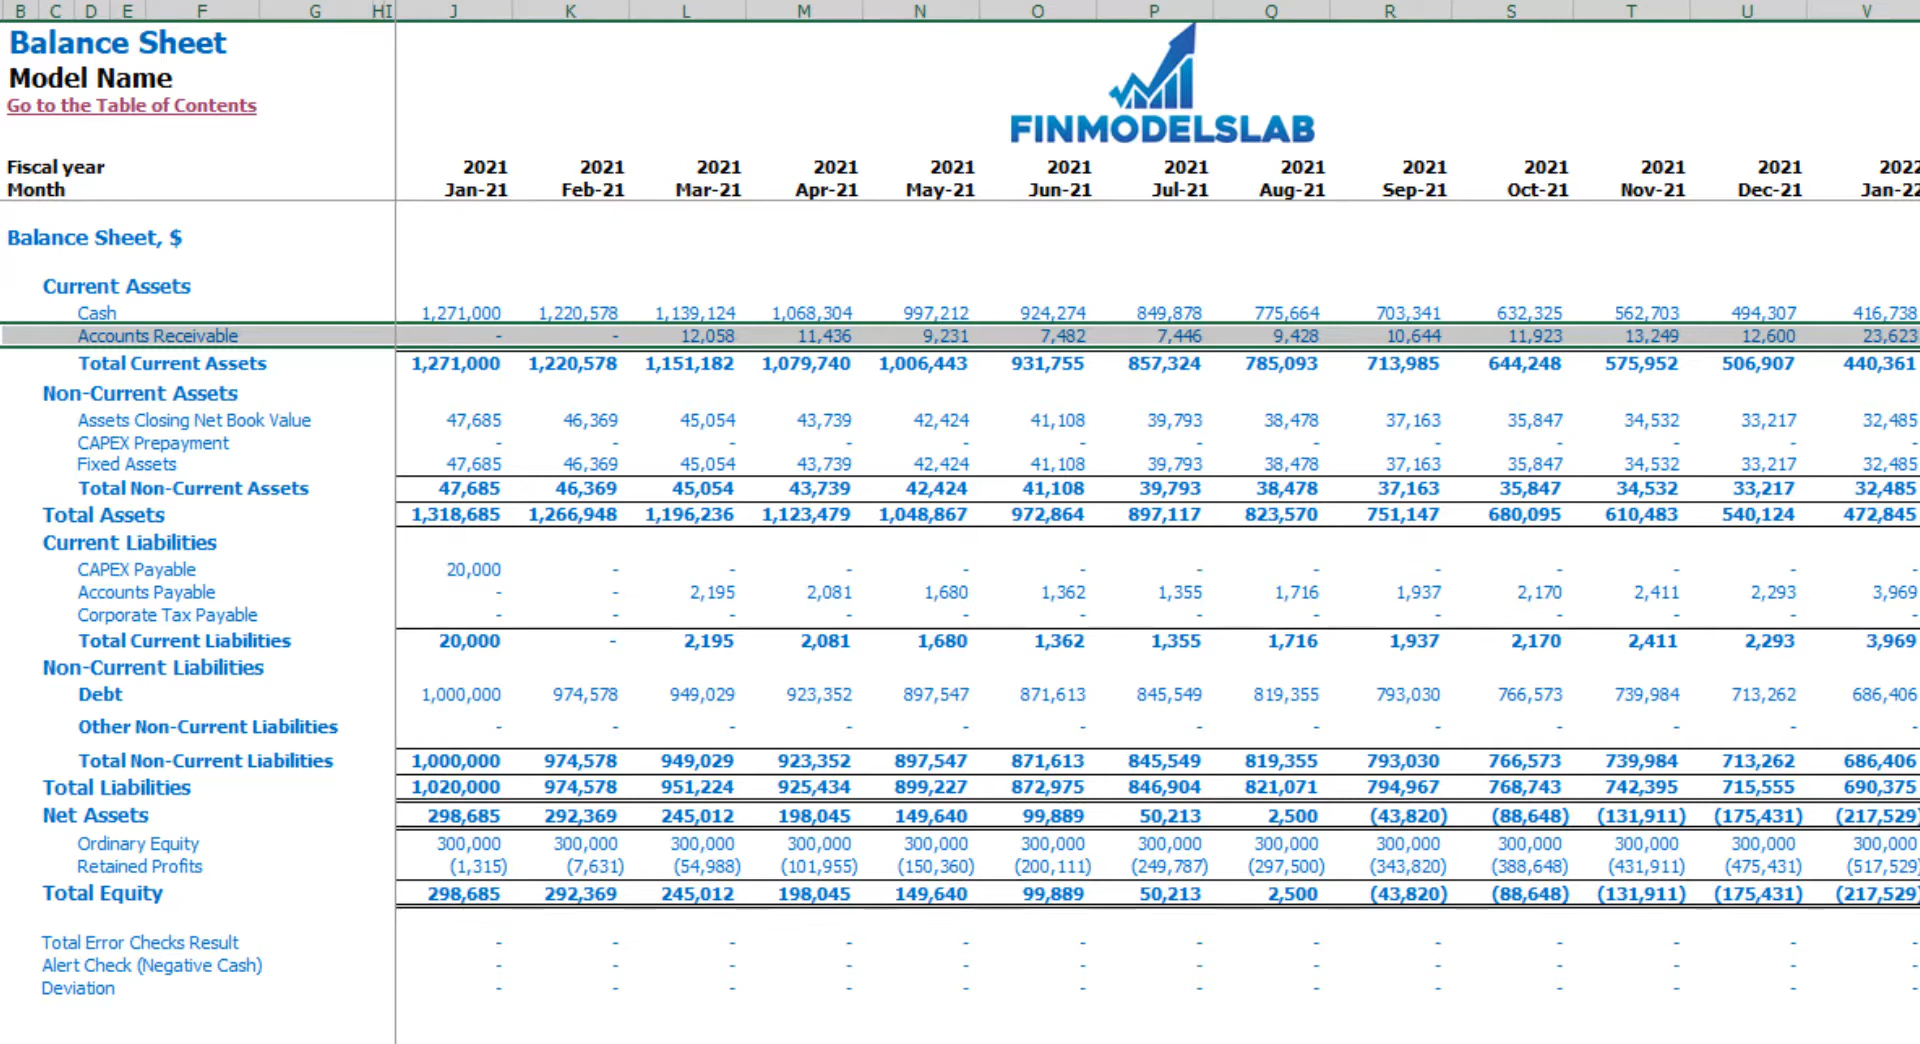 B C D E F G HI J K L M N O P Q R S T U V
Balance Sheet
Model Name
Go to the Table of Contents
FINMODELSLAB
Fiscal year 2021 2021 2021 2021 2021 2021 2021 2021 2021 2021 2021 2021 2022
Month Jan-21 Feb-21 Mar-21 Apr-21 May-21 Jun-21 Jul-21 Aug-21 Sep-21 Oct-21 Nov-21 Dec-21 Jan-22
Balance Sheet, $
Current Assets
Cash 1,271,000 1,220,578 1,139,124 1,068,304 997,212 924,274 849,878 775,664 703,341 632,325 562,703 494,307 416,738
Accounts Receivable - - 12,058 11,436 9,231 7,482 7,446 9,428 10,644 11,923 13,249 12,600 23,623
Total Current Assets 1,271,000 1,220,578 1,151,182 1,079,740 1,006,443 931,755 857,324 785,093 713,985 644,248 575,952 506,907 440,361
Non-Current Assets
Assets Closing Net Book Value 47,685 46,369 45,054 43,739 42,424 41,108 39,793 38,478 37,163 35,847 34,532 33,217 32,485
CAPEX Prepayment - - - - - - - - - - - - -
Fixed Assets 47,685 46,369 45,054 43,739 42,424 41,108 39,793 38,478 37,163 35,847 34,532 33,217 32,485
Total Non-Current Assets 47,685 46,369 45,054 43,739 42,424 41,108 39,793 38,478 37,163 35,847 34,532 33,217 32,485
Total Assets 1,318,685 1,266,948 1,196,236 1,123,479 1,048,867 972,864 897,117 823,570 751,147 680,095 610,483 540,124 472,845
Current Liabilities
CAPEX Payable 20,000 - - - - - - - - - - - -
Accounts Payable - - 2,195 2,081 1,680 1,362 1,355 1,716 1,937 2,170 2,411 2,293 3,969
Corporate Tax Payable - - - - - - - - - - - - -
Total Current Liabilities 20,000 - 2,195 2,081 1,680 1,362 1,355 1,716 1,937 2,170 2,411 2,293 3,969
Non-Current Liabilities
Debt 1,000,000 974,578 949,029 923,352 897,547 871,613 845,549 819,355 793,030 766,573 739,984 713,262 686,406
Other Non-Current Liabilities - - - - - - - - - - - - -
Total Non-Current Liabilities 1,000,000 974,578 949,029 923,352 897,547 871,613 845,549 819,355 793,030 766,573 739,984 713,262 686,406
Total Liabilities 1,020,000 974,578 951,224 925,434 899,227 872,975 846,904 821,071 794,967 768,743 742,395 715,555 690,375
Net Assets 298,685 292,369 245,012 198,045 149,640 99,889 50,213 2,500 (43,820) (88,648) (131,911) (175,431) (217,529
Ordinary Equity 300,000 300,000 300,000 300,000 300,000 300,000 300,000 300,000 300,000 300,000 300,000 300,000 300,000
Retained Profits (1,315) (7,631) (54,988) (101,955) (150,360) (200,111) (249,787) (297,500) (343,820) (388,648) (431,911) (475,431) (517,529
Total Equity 298,685 292,369 245,012 198,045 149,640 99,889 50,213 2,500 (43,820) (88,648) (131,911) (175,431) (217,529
Total Error Checks Result - - - - - - - - - - - - -
Alert Check (Negative Cash) - - - - - - - - - - - - -
Deviation - - - - - - - - - - - - -